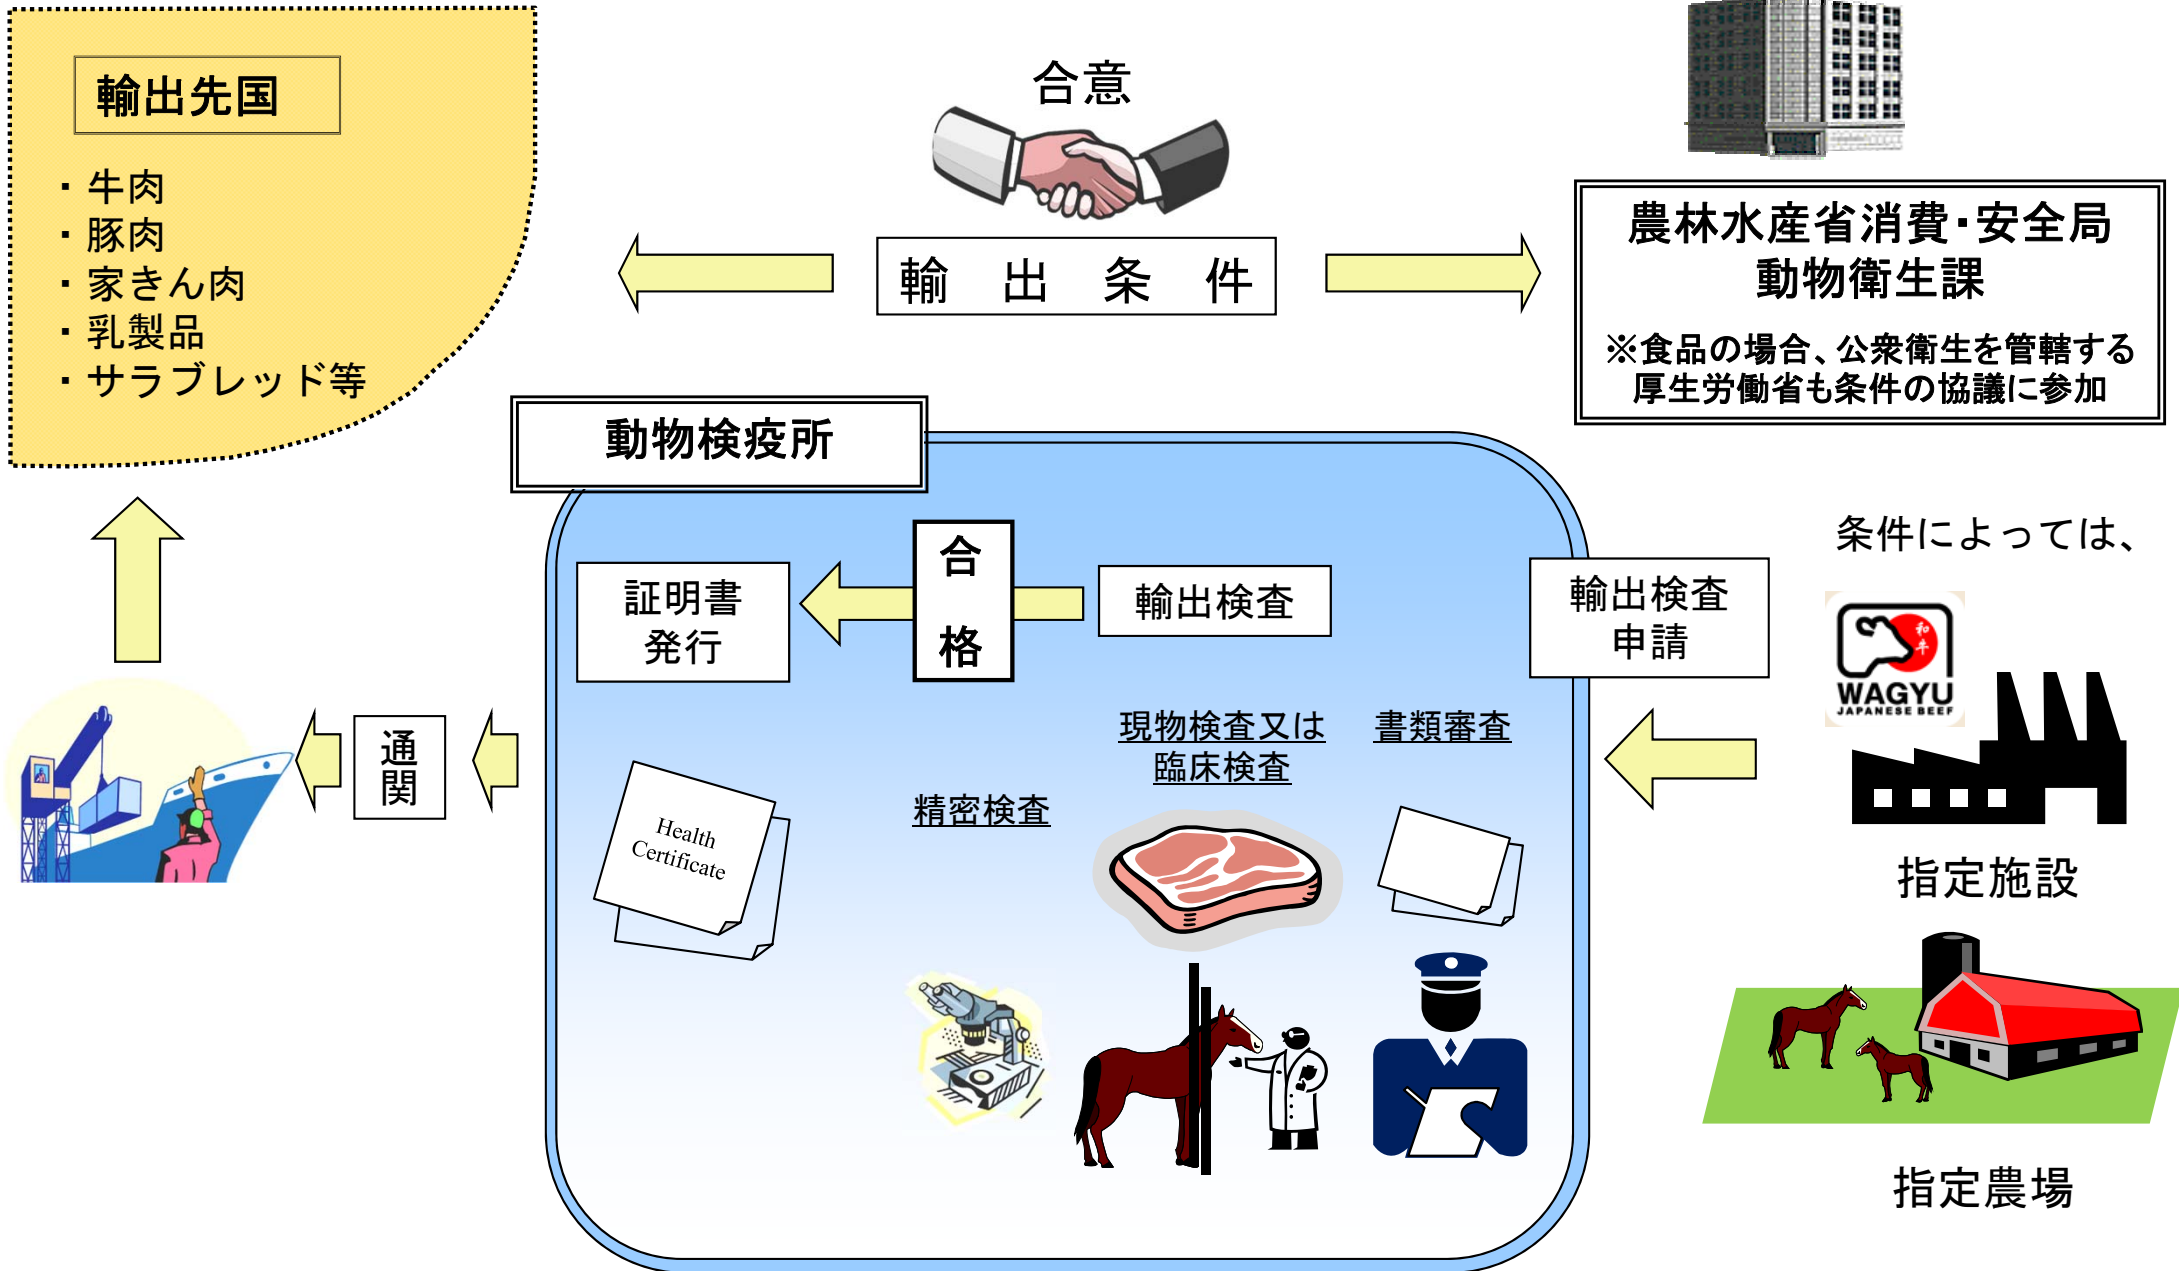 輸出先国
・牛肉
・豚肉
・家きん肉
・乳製品
・サラブレッド等
合意
輸 出 条 件
農林水産省消費・安全局
動物衛生課
※食品の場合、公衆衛生を管轄する
厚生労働省も条件の協議に参加
動物検疫所
証明書
発行
合
格
輸出検査
輸出検査
申請
条件によっては、
和
牛
WAGYU
JAPANESE BEEF
指定施設
指定農場
現物検査又は
臨床検査
書類審査
精密検査
Health
Certificate
通
関